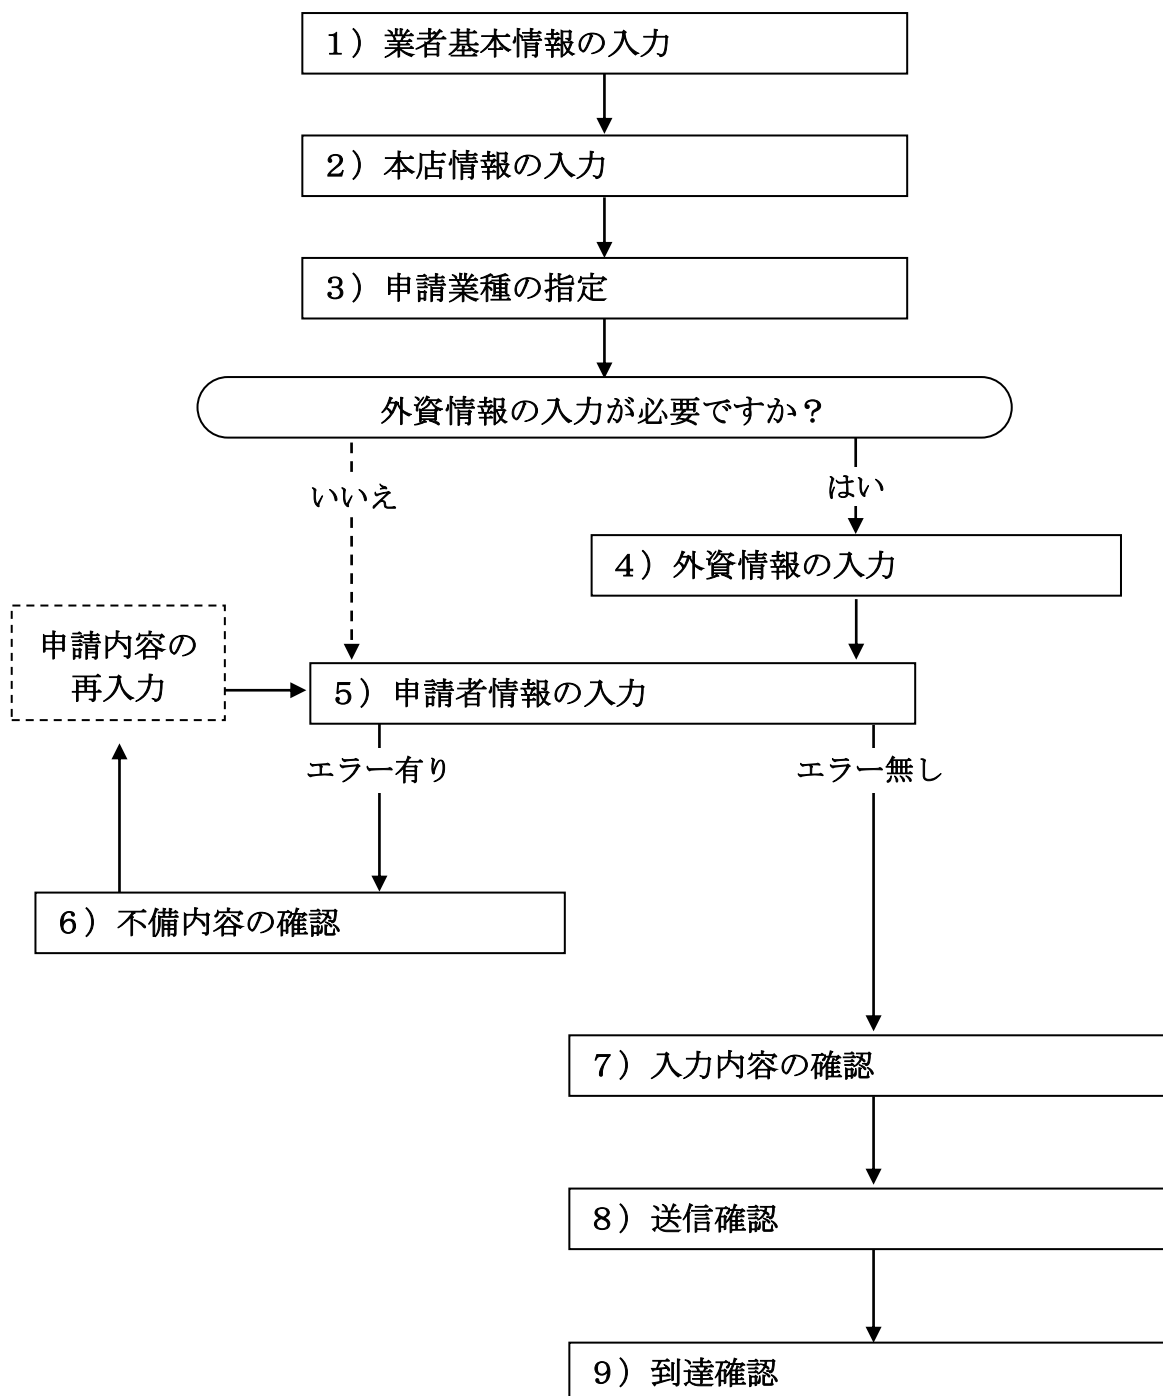 １）業者基本情報の入力
２）本店情報の入力
３）申請業種の指定
外資情報の入力が必要ですか？
いいえ
はい
４）外資情報の入力
申請内容の
再入力
５）申請者情報の入力
エラー有り
エラー無し
６）不備内容の確認
７）入力内容の確認
８）送信確認
９）到達確認